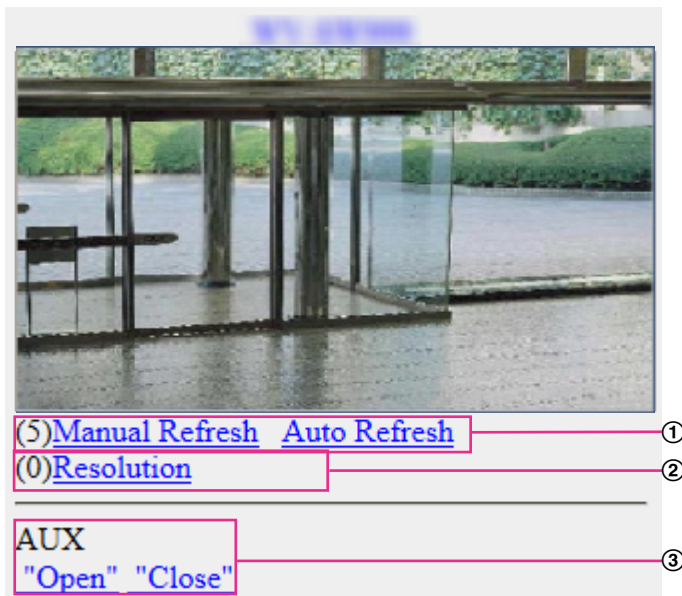 (5)Manual Refresh Auto Refresh ①
(0)Resolution ②
AUX
"Open" "Close" ③